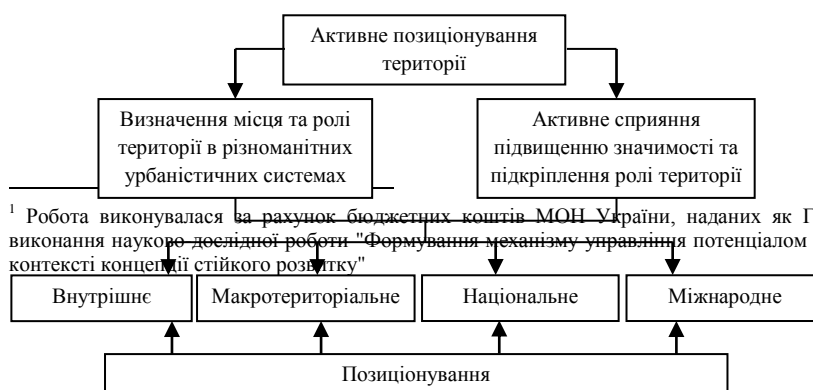 Активне позиціонування
території
Визначення місця та ролі
території в різноманітних
урбаністичних системах
Активне сприяння
підвищенню значимості та
підкріплення ролі території
1 Робота виконувалася за рахунок бюджетних коштів МОН України, наданих як
виконання науково дослідної роботи "Формування механізму управління потенціалом
контексті концепції стійкого розвитку"
Внутрішнє Макротериторіальне Національне Міжнародне
Позиціонування